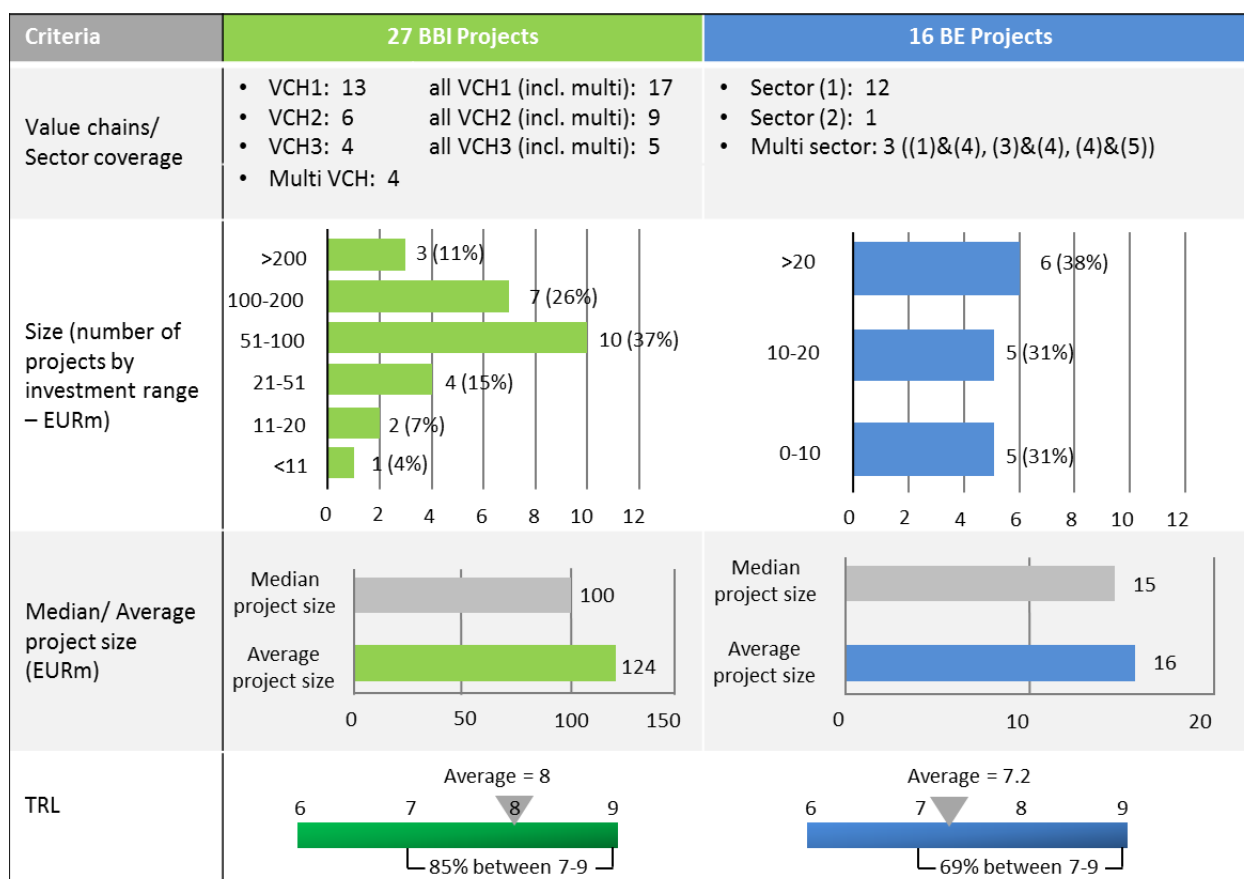 Criteria
27 BBI Projects
16 BE Projects
Value chains/
Sector coverage
• VCH1: 13 all VCH1 (incl. multi): 17
• VCH2: 6 all VCH2 (incl. multi): 9
• VCH3: 4 all VCH3 (incl. multi): 5
• Multi VCH: 4
• Sector (1): 12
• Sector (2): 1
• Multi sector: 3 ((1)&(4), (3)&(4), (4)&(5))
Size (number of
projects by
investment range
– EURm)
>200 3 (11%)
100-200 7 (26%)
51-100 10 (37%)
21-51 4 (15%)
11-20 2 (7%)
<11 1 (4%)
0 2 4 6 8 10 12
>20 6 (38%)
10-20 5 (31%)
0-10 5 (31%)
0 2 4 6 8 10 12
Median/ Average
project size
(EURm)
Median
project size
100
Average
project size
124
0 50 100 150
Median
project size
15
Average
project size
16
0 10 20
TRL
Average = 8
6 7 8 9
85% between 7-9
Average = 7.2
6 7 8 9
69% between 7-9